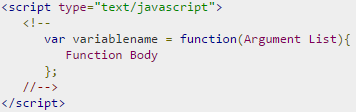 <script type="text/javascript">
<!--
var variablename = function(Argument List){
Function Body
};
//-->
</script>